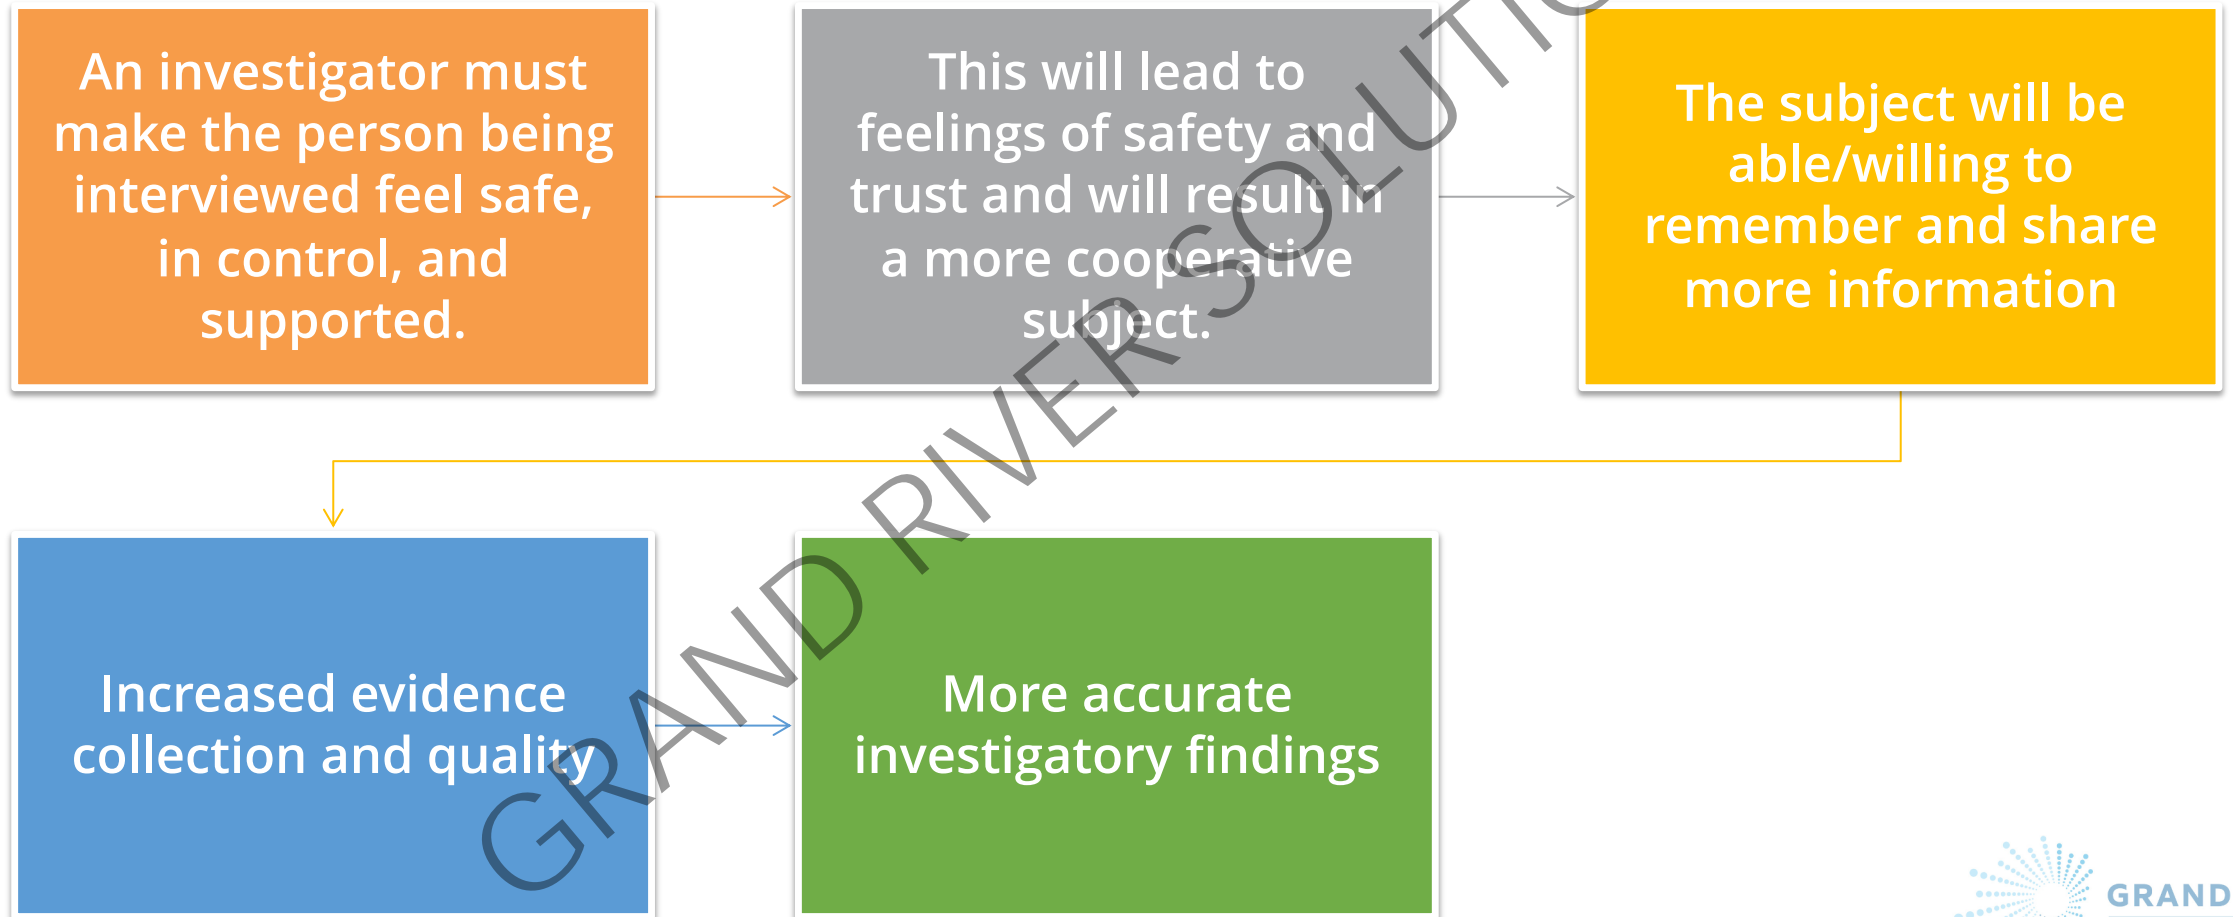 An investigator must
make the person being
interviewed feel safe,
in control, and
supported.
This will lead to
feelings of safety and
trust and will result in
a more cooperative
subject.
The subject will be
able/willing to
remember and share
more information
Increased evidence
collection and quality
More accurate
investigatory findings
GRAND RIVER SOLUTIO
GRAND